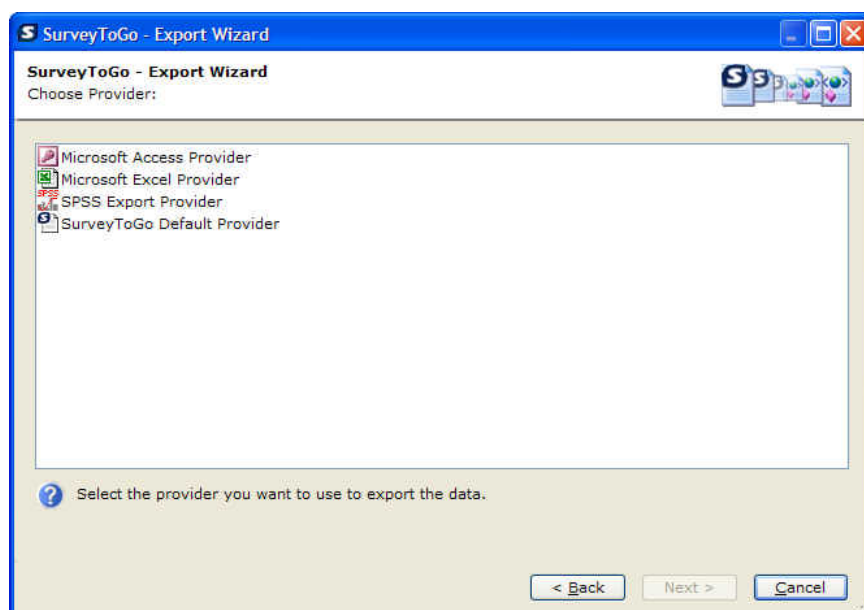 SurveyToGo - Export Wizard
SurveyToGo - Export Wizard
Choose Provider:
Microsoft Access Provider
Microsoft Excel Provider
SPSS
SPSS Export Provider
SurveyToGo Default Provider
Select the provider you want to use to export the data.
< Back Next > Cancel